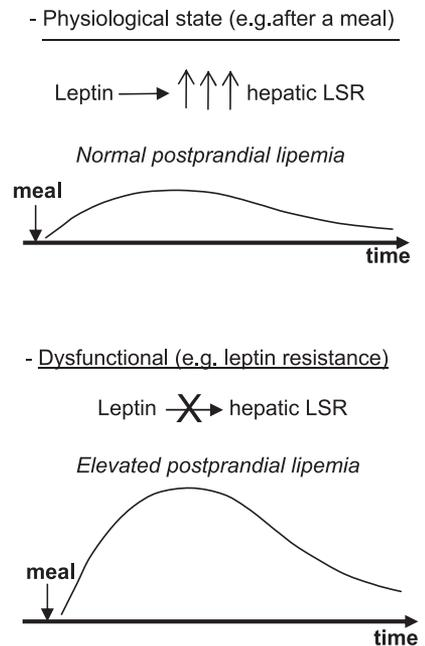 - Physiological state (e.g.after a meal)
Leptin → ↑↑↑ hepatic LSR
Normal postprandial lipemia
meal
time
- Dysfunctional (e.g. leptin resistance)
Leptin X→ hepatic LSR
Elevated postprandial lipemia
meal
time